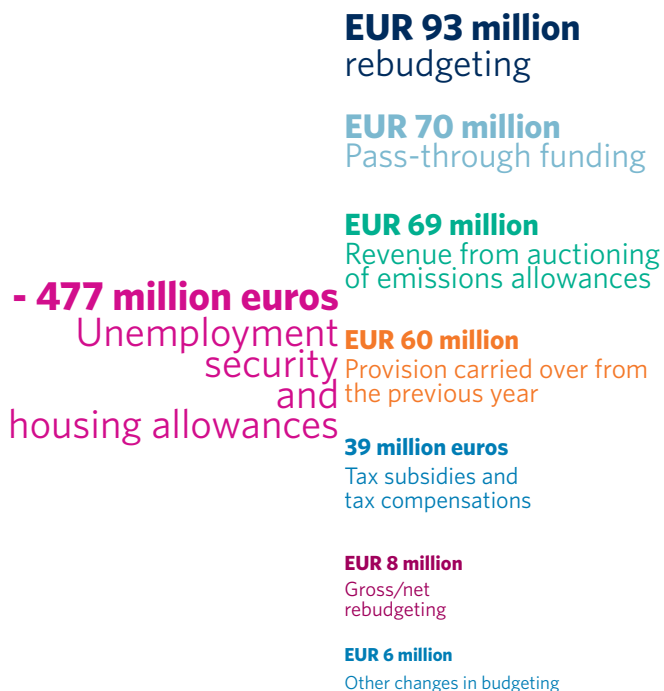 EUR 93 million
rebudgeting
EUR 70 million
Pass-through funding
EUR 69 million
Revenue from auctioning
of emissions allowances
- 477 million euros
Unemployment
security
and
housing allowances
EUR 60 million
Provision carried over from
the previous year
39 million euros
Tax subsidies and
tax compensations
EUR 8 million
Gross/net
rebudgeting
EUR 6 million
Other changes in budgeting